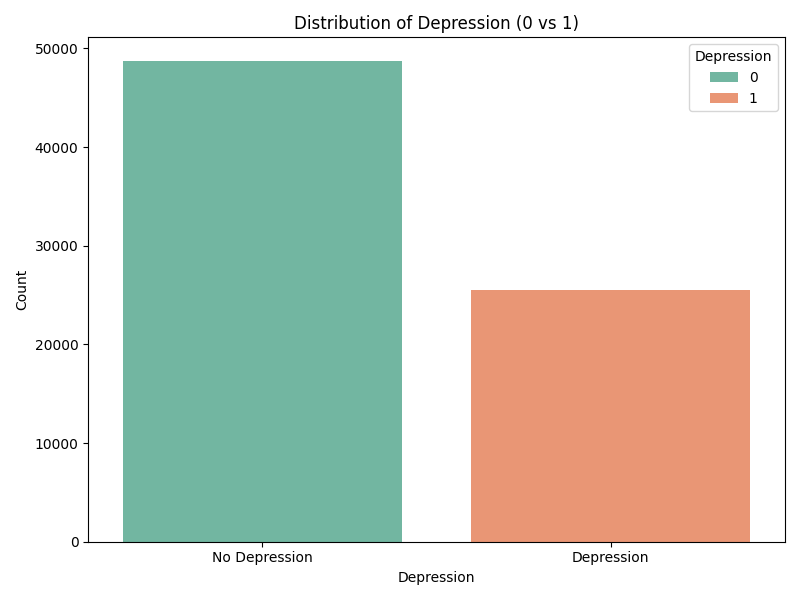 Distribution of Depression (0 vs 1)
Depression
0
1
50000
40000
30000
20000
10000
0
Count
No Depression Depression
Depression